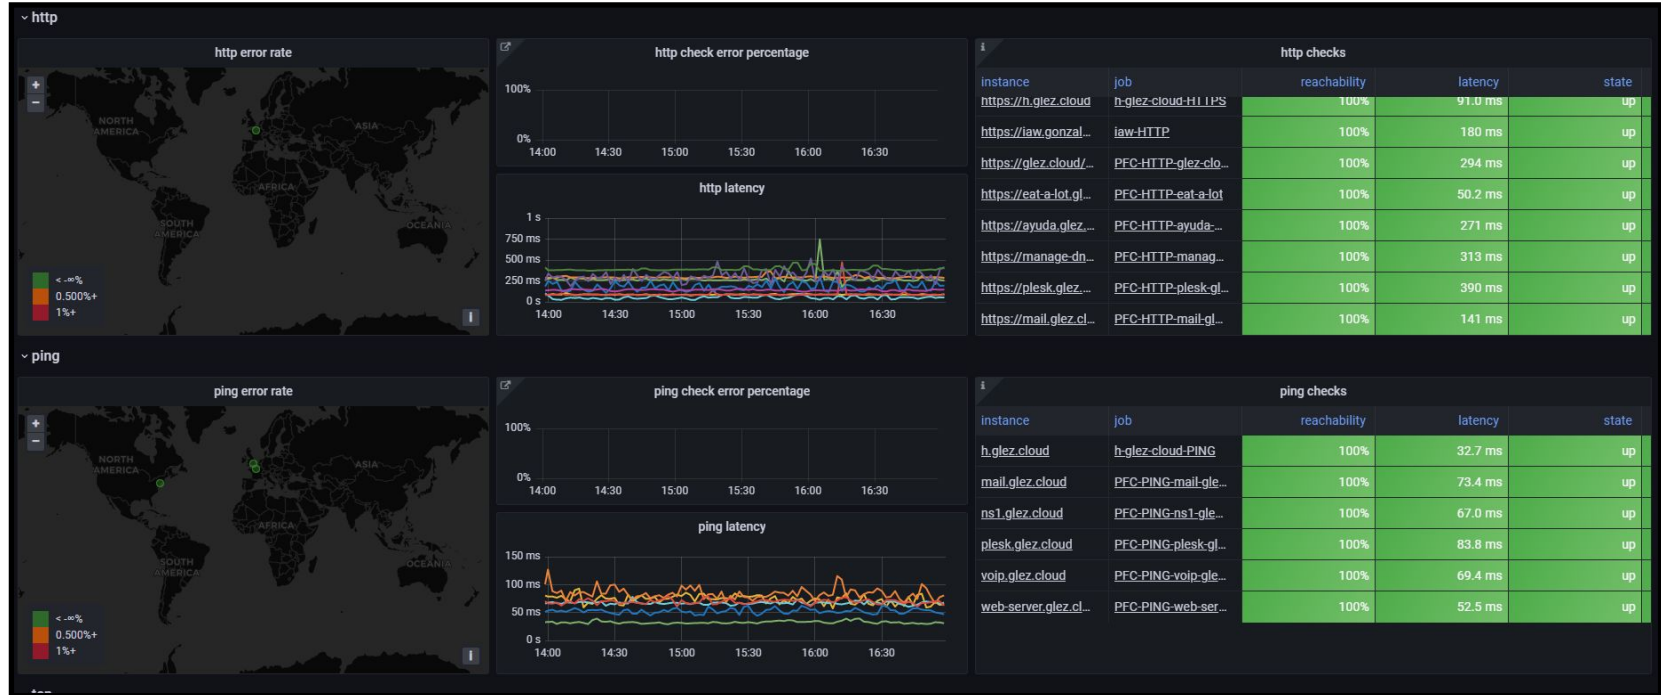 http
http error rate
+
−
NORTH
AMERICA
ASIA
AFRICA
SOUTH
AMERICA
OCEANIA
< -∞%
0.500%+
1%+
i
http check error percentage
100%
0%
14:00 14:30 15:00 15:30 16:00 16:30
http latency
1 s
750 ms
500 ms
250 ms
0 s
14:00 14:30 15:00 15:30 16:00 16:30
i
http checks
instance job reachability latency state
https://h.glez.cloud h-glez-cloud-HTTPS 100% 91.0 ms up
https://iaw.gonzal... iaw-HTTP 100% 180 ms up
https://glez.cloud/... PFC-HTTP-glez-clo... 100% 294 ms up
https://eat-a-lot.gl... PFC-HTTP-eat-a-lot 100% 50.2 ms up
https://ayuda.glez.... PFC-HTTP-ayuda-... 100% 271 ms up
https://manage-dn... PFC-HTTP-manag... 100% 313 ms up
https://plesk.glez.... PFC-HTTP-plesk-gl... 100% 390 ms up
https://mail.glez.cl... PFC-HTTP-mail-gl... 100% 141 ms up
ping
ping error rate
+
−
NORTH
AMERICA
ASIA
AFRICA
SOUTH
AMERICA
OCEANIA
< -∞%
0.500%+
1%+
i
ping check error percentage
100%
0%
14:00 14:30 15:00 15:30 16:00 16:30
ping latency
150 ms
100 ms
50 ms
0 s
14:00 14:30 15:00 15:30 16:00 16:30
i
ping checks
instance job reachability latency state
h.glez.cloud h-glez-cloud-PING 100% 32.7 ms up
mail.glez.cloud PFC-PING-mail-gle... 100% 73.4 ms up
ns1.glez.cloud PFC-PING-ns1-gle... 100% 67.0 ms up
plesk.glez.cloud PFC-PING-plesk-gl... 100% 83.8 ms up
voip.glez.cloud PFC-PING-voip-gle... 100% 69.4 ms up
web-server.glez.cl... PFC-PING-web-ser... 100% 52.5 ms up